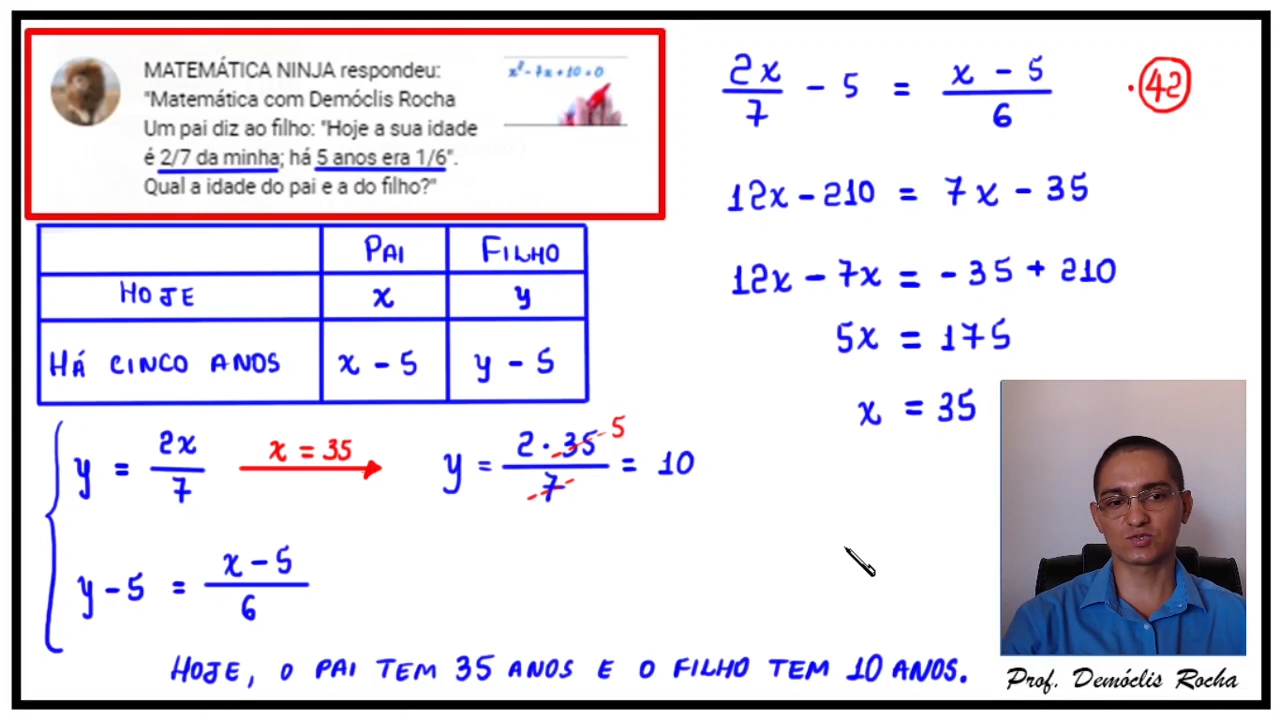 MATEMÁTICA NINJA respondeu:
"Matemática com Demóclis Rocha
Um pai diz ao filho: "Hoje a sua idade
é 2/7 da minha; há 5 anos era 1/6".
Qual a idade do pai e a do filho?"
x² - 7x + 10 = 0
PAI FILHO
HOJE x y
HÁ CINCO ANOS x - 5 y - 5
y = 2x/7 x = 35 y = 2 · 35/7 = 10
5
y - 5 = x - 5/6
2x/7 - 5 = x - 5/6 · 42
12x - 210 = 7x - 35
12x - 7x = - 35 + 210
5x = 175
x = 35
HOJE, O PAI TEM 35 ANOS E O FILHO TEM 10 ANOS.
Prof. Demóclis Rocha